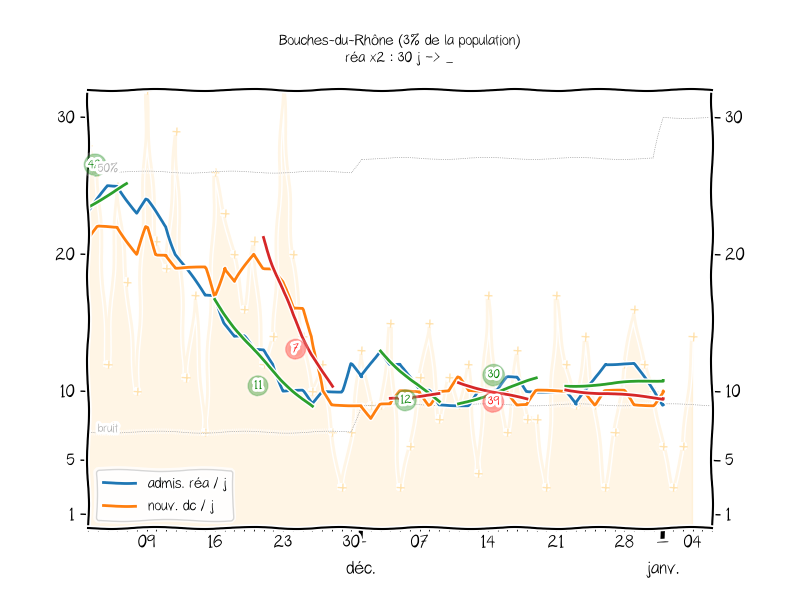 Bouches-du-Rhône (3% de la population)
réa x2 : 30 j -> _
30 30
50%
20 20
30
7
11
12
39
10 10
bruit
5 5
admis. réa / j
nouv. dc / j
1 1
09 16 23 30 07 14 21 28 04
déc. janv.